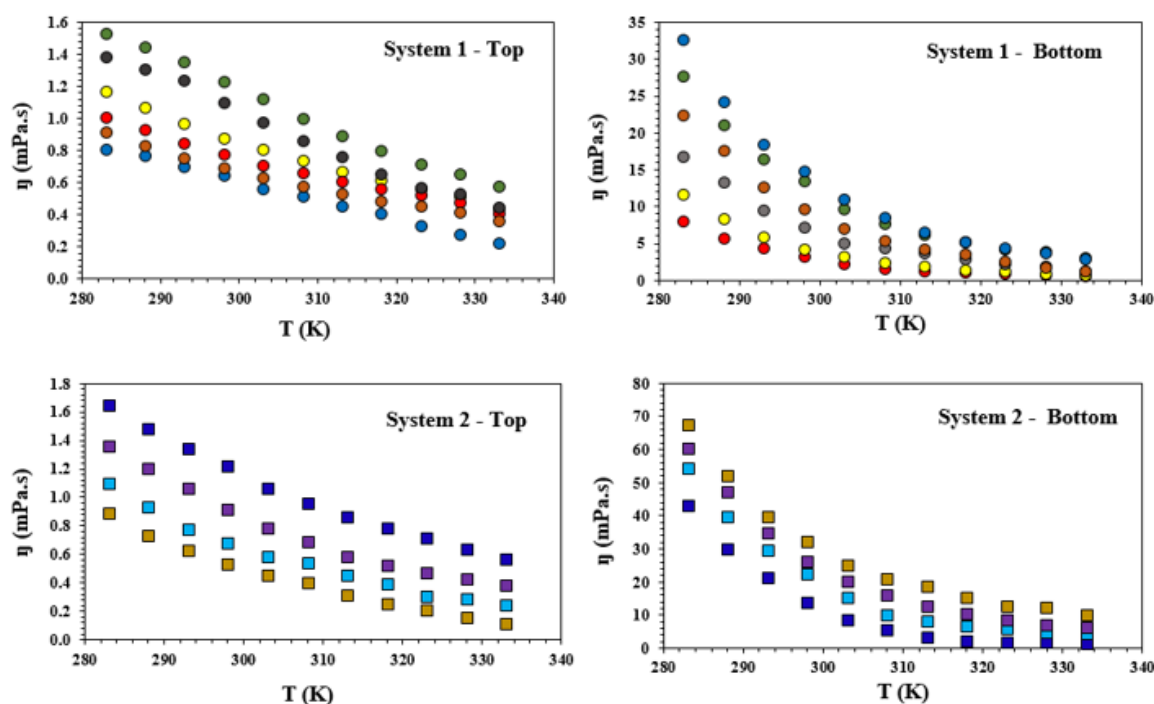 System 1 - Top
η (mPa.s)
1.6
1.4
1.2
1.0
0.8
0.6
0.4
0.2
0.0
280 290 300 310 320 330 340
T (K)
System 1 - Bottom
η (mPa.s)
35
30
25
20
15
10
5
0
280 290 300 310 320 330 340
T (K)
System 2 - Top
η (mPa.s)
1.8
1.6
1.4
1.2
1.0
0.8
0.6
0.4
0.2
0.0
280 290 300 310 320 330 340
T (K)
System 2 - Bottom
η (mPa.s)
80
70
60
50
40
30
20
10
0
280 290 300 310 320 330 340
T (K)